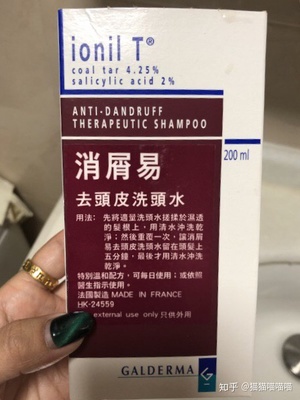 ionil T®
coal tar 4.25%
salicylic acid 2%
ANTI-DANDRUFF
THERAPEUTIC SHAMPOO
200 ml
消屑易
去頭皮洗頭水
用法: 先將適量洗頭水搓揉於濕透
的髮根上，用清水沖洗乾
淨；然後重覆一次，讓消屑
易去頭皮洗頭水留在頭髮上
五分鐘，最後才用清水沖洗
乾淨。
特別溫和配方，可每日使用；或依照
醫生指示使用。
法國製造 MADE IN FRANCE
HK-24559
external use only 只供外用
GALDERMA
G
知乎 @猫猫喵喵喵